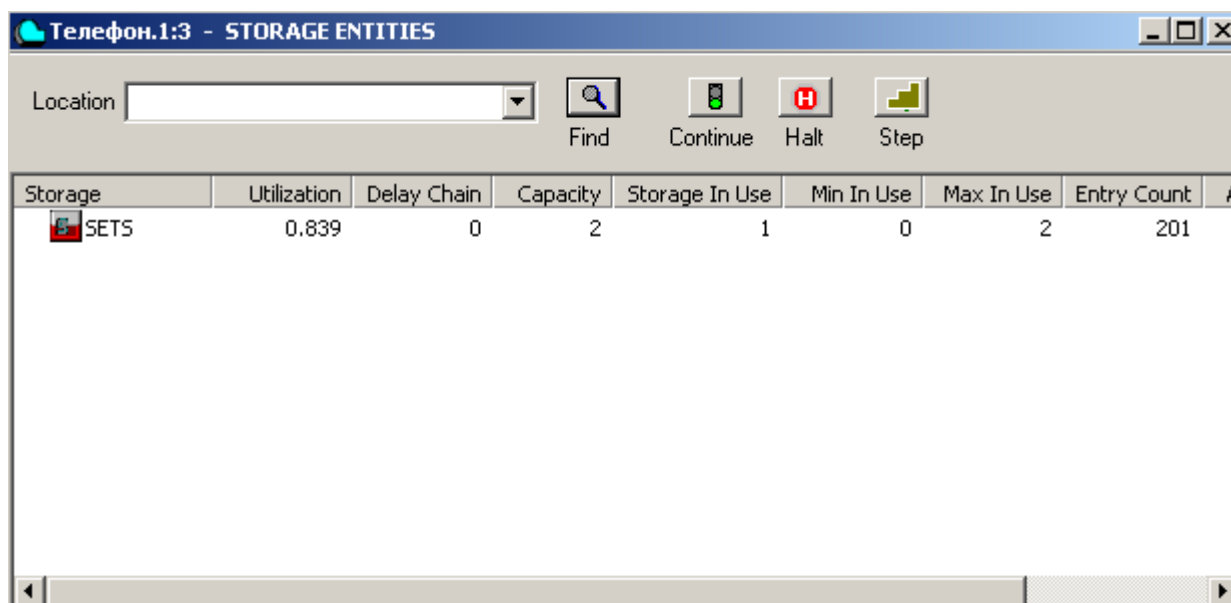 Телефон.1:3 - STORAGE ENTITIES
Location
Find Continue Halt Step
Storage Utilization Delay Chain Capacity Storage In Use Min In Use Max In Use Entry Count
SETS 0.839 0 2 1 0 2 201